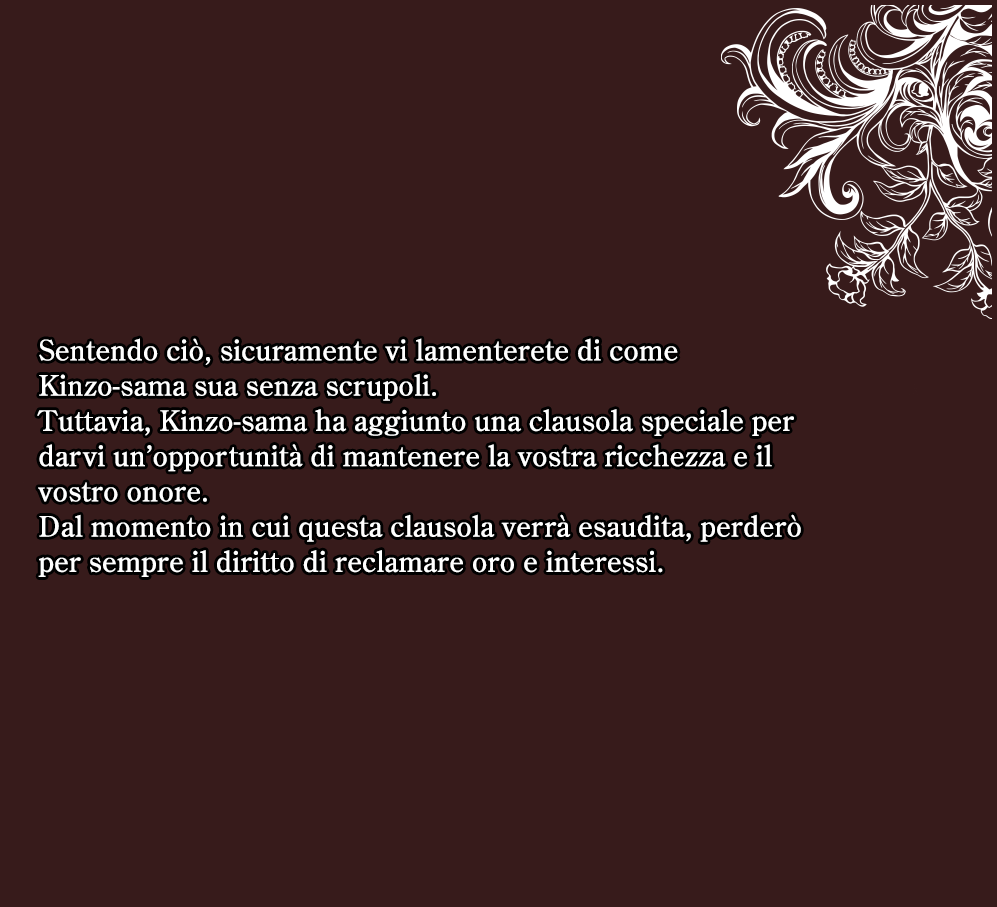 Sentendo ciò, sicuramente vi lamenterete di come
Kinzo-sama sua senza scrupoli.
Tuttavia, Kinzo-sama ha aggiunto una clausola speciale per
darvi un’opportunità di mantenere la vostra ricchezza e il
vostro onore.
Dal momento in cui questa clausola verrà esaudita, perderò
per sempre il diritto di reclamare oro e interessi.